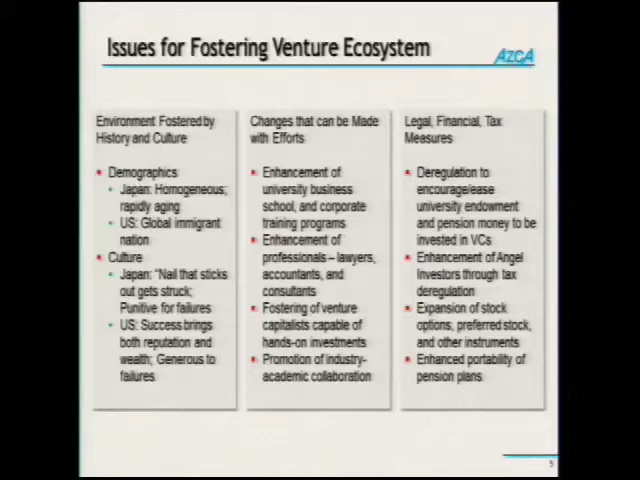 Issues for Fostering Venture Ecosystem
AZCA
Environment Fostered by
History and Culture
Demographics
Japan: Homogeneous;
rapidly aging
US: Global immigrant
nation
Culture
Japan: "Nail that sticks
out gets struck;
Punitive for failures
US: Success brings
both reputation and
wealth; Generous to
failures
Changes that can be Made
with Efforts
Enhancement of
university business
school, and corporate
training programs
Enhancement of
professionals – lawyers,
accountants, and
consultants
Fostering of venture
capitalists capable of
hands-on investments
Promotion of industry-
academic collaboration
Legal, Financial, Tax
Measures
Deregulation to
encourage/ease
university endowment
and pension money to be
invested in VCs
Enhancement of Angel
Investors through tax
deregulation
Expansion of stock
options, preferred stock,
and other instruments
Enhanced portability of
pension plans
5